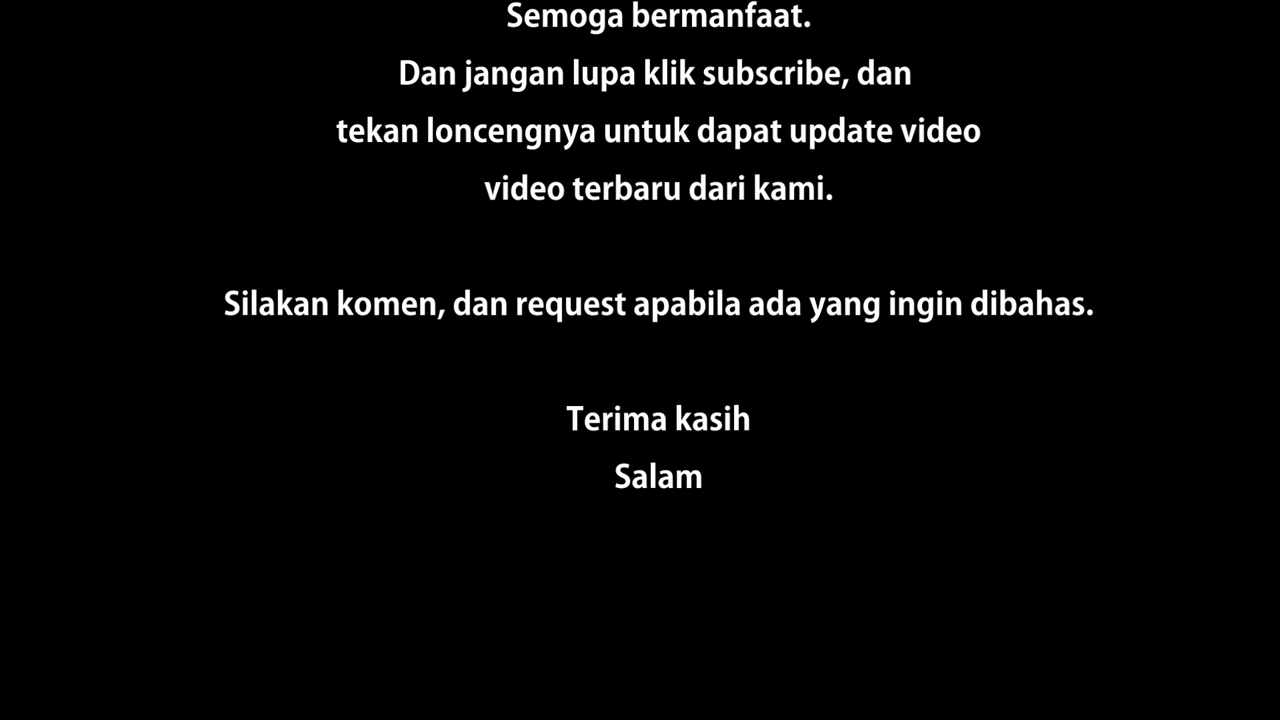 Semoga bermanfaat.
Dan jangan lupa klik subscribe, dan
tekan loncengnya untuk dapat update video
video terbaru dari kami.
Silakan komen, dan request apabila ada yang ingin dibahas.
Terima kasih
Salam